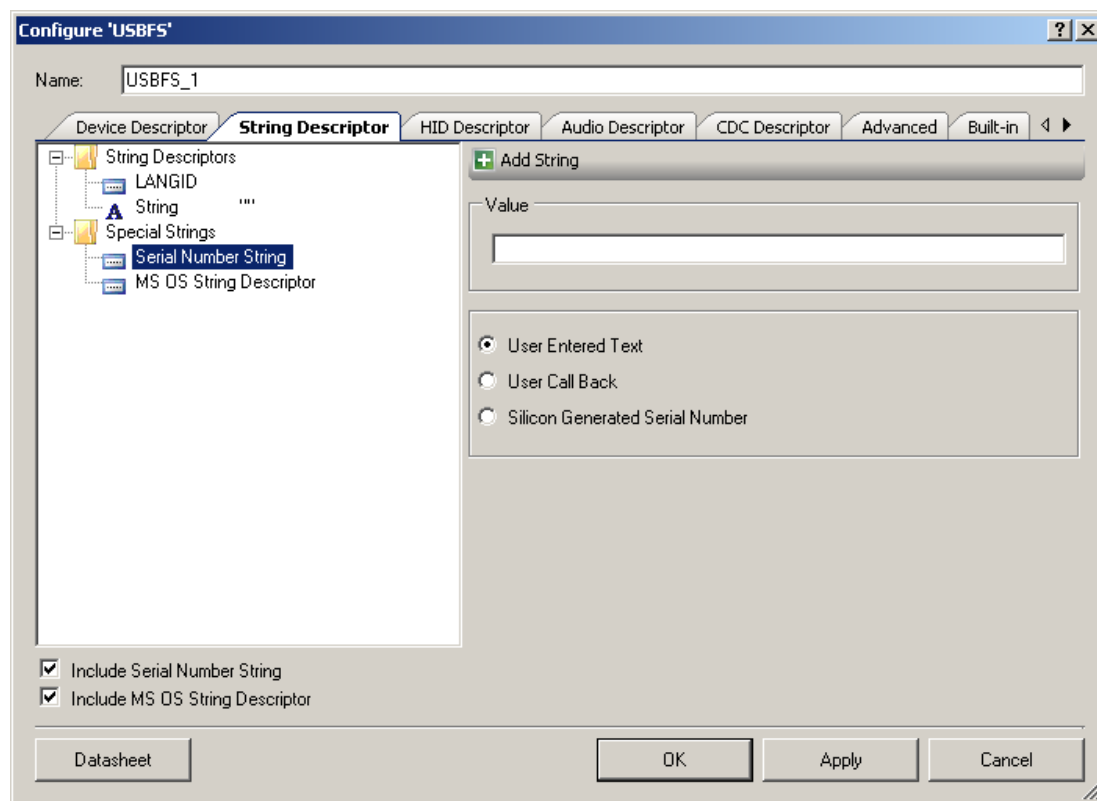 Configure 'USBFS'
Name: USBFS_1
Device Descriptor String Descriptor HID Descriptor Audio Descriptor CDC Descriptor Advanced Built-in
String Descriptors
LANGID
String ""
Special Strings
Serial Number String
MS OS String Descriptor
Add String
Value
User Entered Text
User Call Back
Silicon Generated Serial Number
Include Serial Number String
Include MS OS String Descriptor
Datasheet OK Apply Cancel